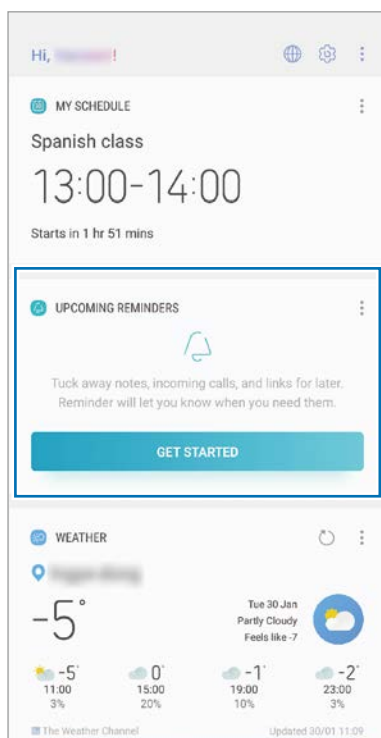 Hi, !
MY SCHEDULE
Spanish class
13:00-14:00
Starts in 1 hr 51 mins
UPCOMING REMINDERS
Tuck away notes, incoming calls, and links for later.
Reminder will let you know when you need them.
GET STARTED
WEATHER
-5°
Tue 30 Jan
Partly Cloudy
Feels like -7
-5° 0° -1° -2°
11:00 15:00 19:00 23:00
3% 20% 10% 3%
The Weather Channel Updated 30/01 11:09